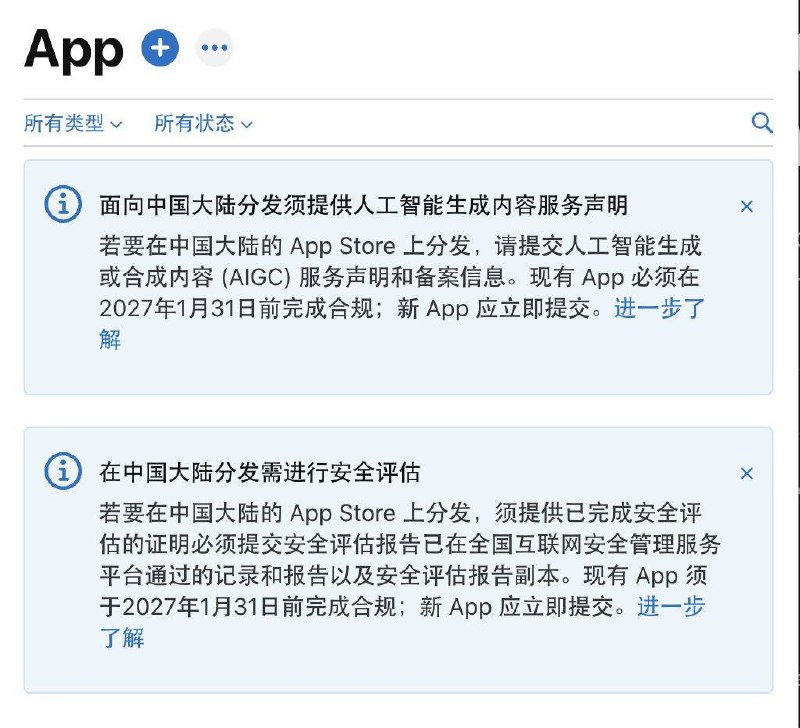 App
所有类型
所有状态
面向中国大陆分发须提供人工智能生成内容服务声明
若要在中国大陆的 App Store 上分发，请提交人工智能生成
或合成内容 (AIGC) 服务声明和备案信息。现有 App 必须在
2027年1月31日前完成合规；新 App 应立即提交。进一步了
解
在中国大陆分发需进行安全评估
若要在中国大陆的 App Store 上分发，须提供已完成安全评
估的证明必须提交安全评估报告已在全国互联网安全管理服务
平台通过的记录和报告以及安全评估报告副本。现有 App 须
于2027年1月31日前完成合规；新 App 应立即提交。进一步
了解